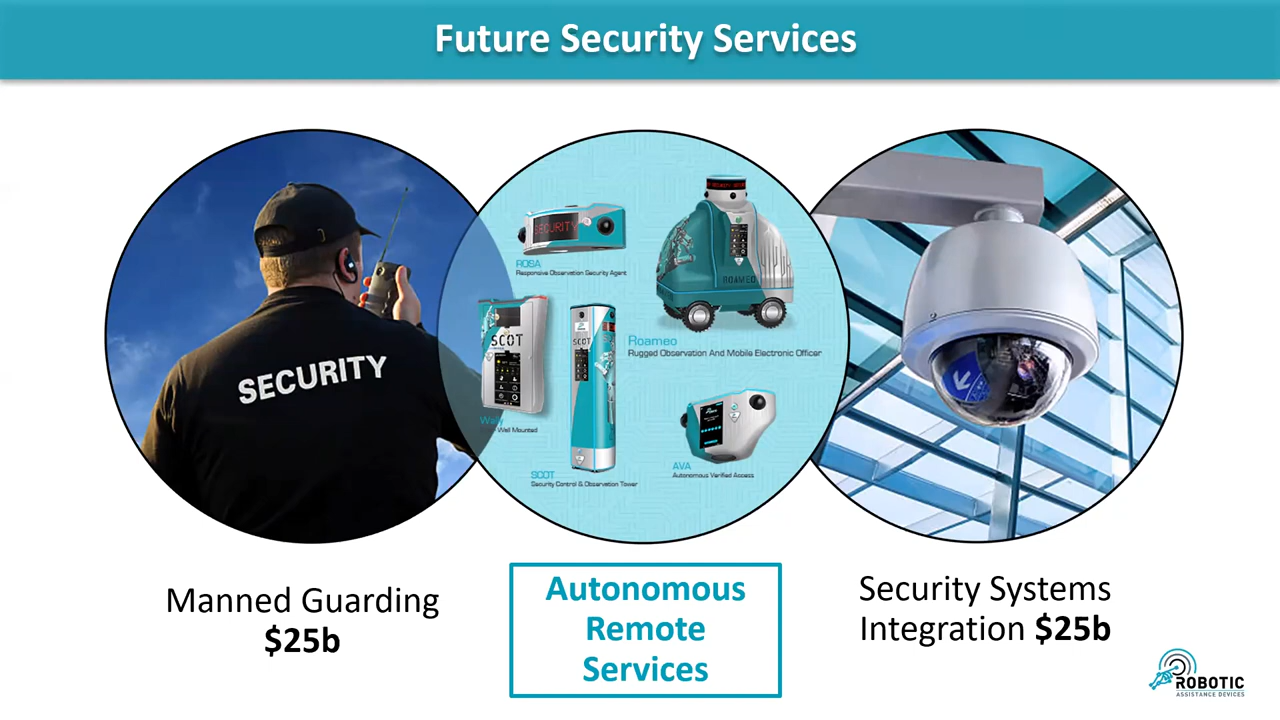 Future Security Services
SECURITY
SECURITY
ROSA
Responsive Observation Security Agent
ROAMEO
Roameo
Rugged Observation And Mobile Electronic Officer
SCOT
SCOT
Wally
Wall Mounted
SCOT
Security Control & Observation Tower
AVA
Autonomous Verified Access
Manned Guarding
$25b
Autonomous
Remote
Services
Security Systems
Integration $25b
ROBOTIC
ASSISTANCE DEVICES